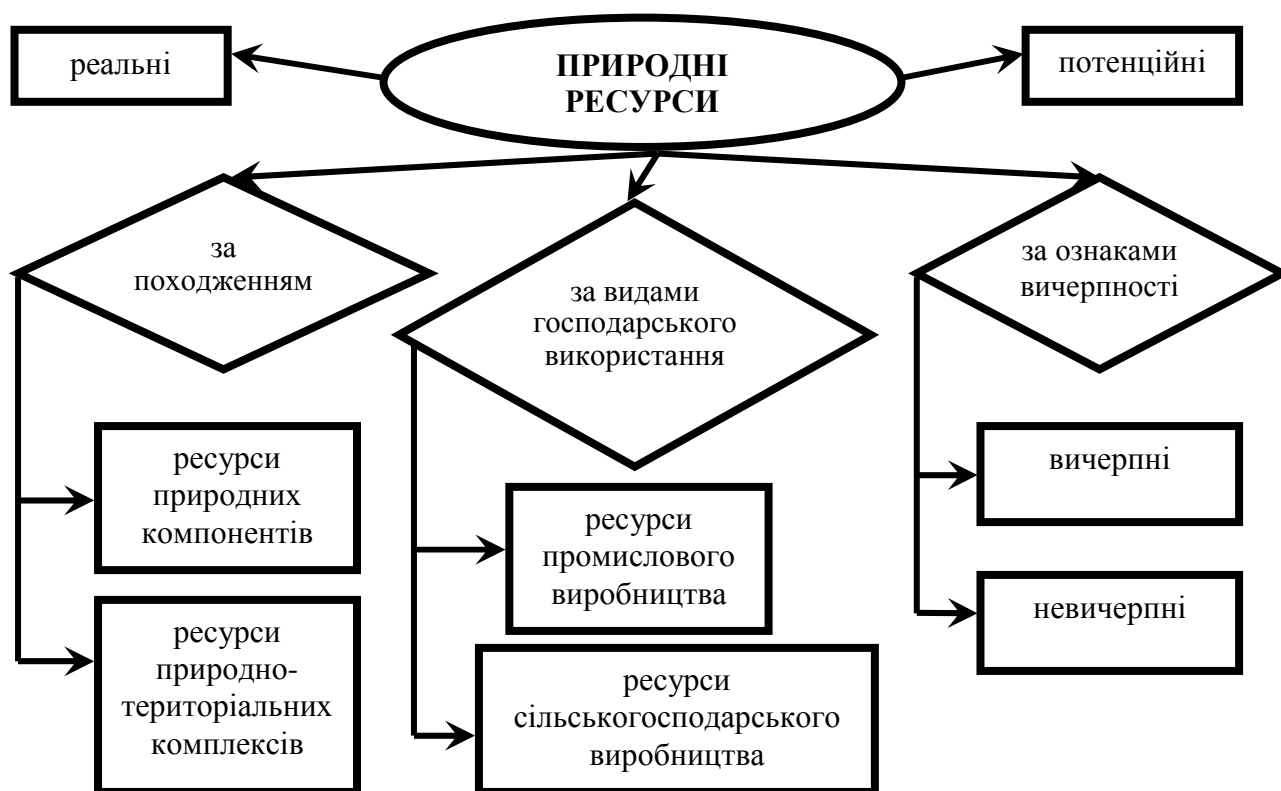 реальні
ПРИРОДНІ
РЕСУРСИ
потенційні
за
походженням
за видами
господарського
використання
за ознаками
вичерпності
ресурси
природних
компонентів
ресурси
природно-
територіальних
комплексів
ресурси
промислового
виробництва
ресурси
сільськогосподарського
виробництва
вичерпні
невичерпні